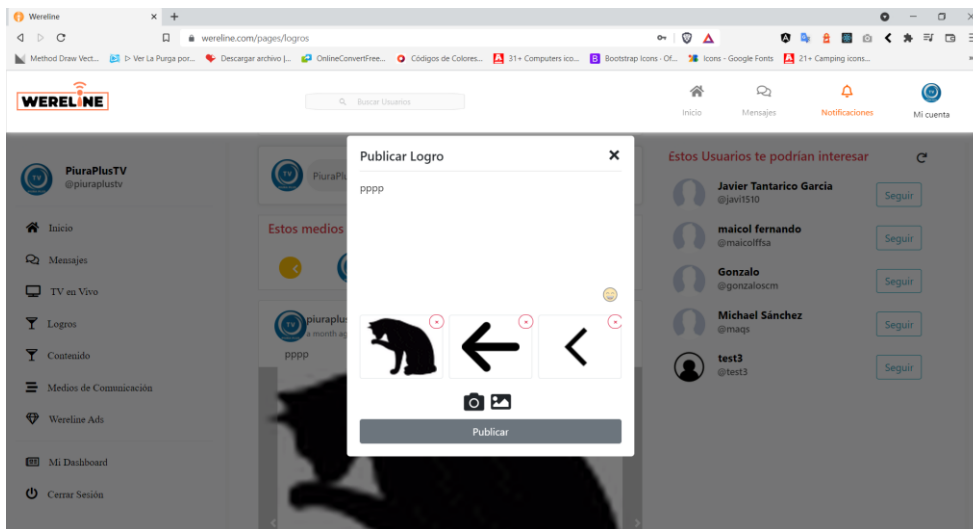 Wereline
wereline.com/pages/logros
Method Draw Vect...
▷ Ver La Purga por...
Descargar archivo |...
OnlineConvertFree...
Códigos de Colores...
31+ Computers ico...
Bootstrap Icons · Of...
Icons - Google Fonts
21+ Camping icons...
WERELINE
Buscar Usuarios
Inicio
Mensajes
Notificaciones
Mi cuenta
PiuraPlusTV
@piuraplustv
Inicio
Mensajes
TV en Vivo
Logros
Contenido
Medios de Comunicación
Wereline Ads
Mi Dashboard
Cerrar Sesión
TV
PiuraPlu
Estos medios
piuraplus
a month ag
pppp
Publicar Logro
pppp
Publicar
Estos Usuarios te podrían interesar
Javier Tantarico Garcia
@javi1510
Seguir
maicol fernando
@maicolffsa
Seguir
Gonzalo
@gonzaloscm
Seguir
Michael Sánchez
@maqs
Seguir
test3
@test3
Seguir